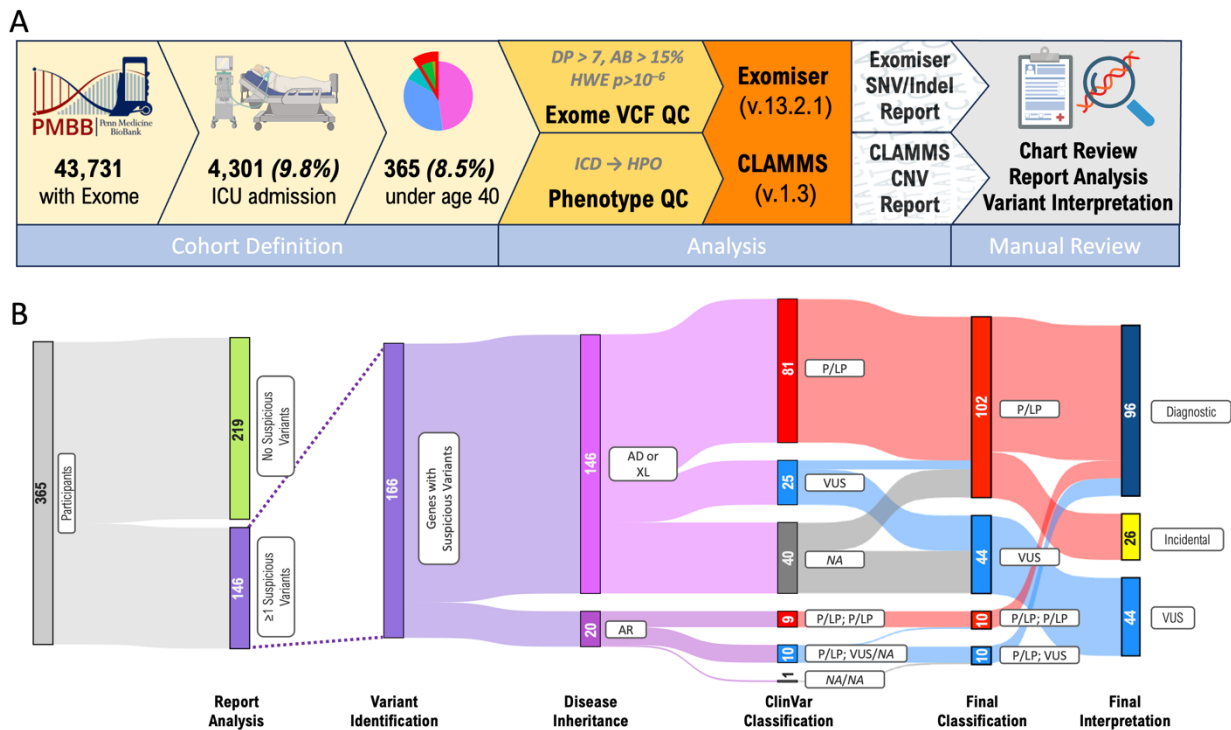 A
PMBB | Penn Medicine
BioBank
43,731
with Exome
4,301 (9.8%)
ICU admission
365 (8.5%)
under age 40
DP > 7, AB > 15%
HWE p>10⁻⁶
Exome VCF QC
ICD → HPO
Phenotype QC
Exomiser
(v.13.2.1)
CLAMMS
(v.1.3)
Exomiser
SNV/Indel
Report
CLAMMS
CNV
Report
Chart Review
Report Analysis
Variant Interpretation
Cohort Definition
Analysis
Manual Review
B
365
Participants
219
No Suspicious
Variants
146
≥1 Suspicious
Variants
166
Genes with
Suspicious Variants
146
AD or
XL
20
AR
81
P/LP
25
VUS
40
NA
9
P/LP; P/LP
10
P/LP; VUS/NA
1
NA/NA
102
P/LP
44
VUS
10
P/LP; P/LP
10
P/LP; VUS
96
Diagnostic
26
Incidental
44
VUS
Report
Analysis
Variant
Identification
Disease
Inheritance
ClinVar
Classification
Final
Classification
Final
Interpretation